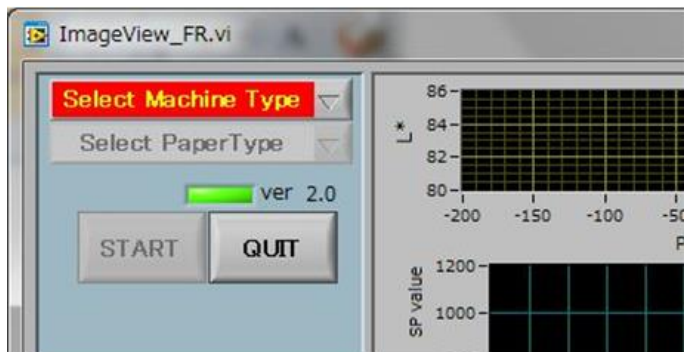 ImageView_FR.vi
Select Machine Type
Select PaperType
ver 2.0
START QUIT
86
84
82
80
L*
-200 -150 -100
1200
1000
SP value